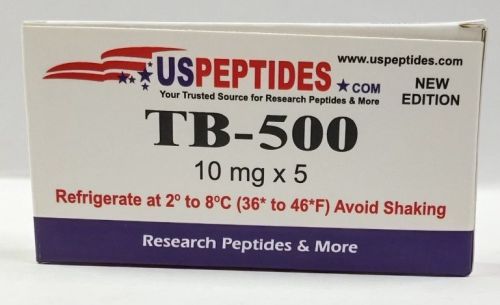 www.uspeptides.com
USPEPTIDES.COM
Your Trusted Source for Research Peptides & More
NEW
EDITION
TB-500
10 mg x 5
Refrigerate at 2º to 8ºC (36* to 46*F) Avoid Shaking
Research Peptides & More